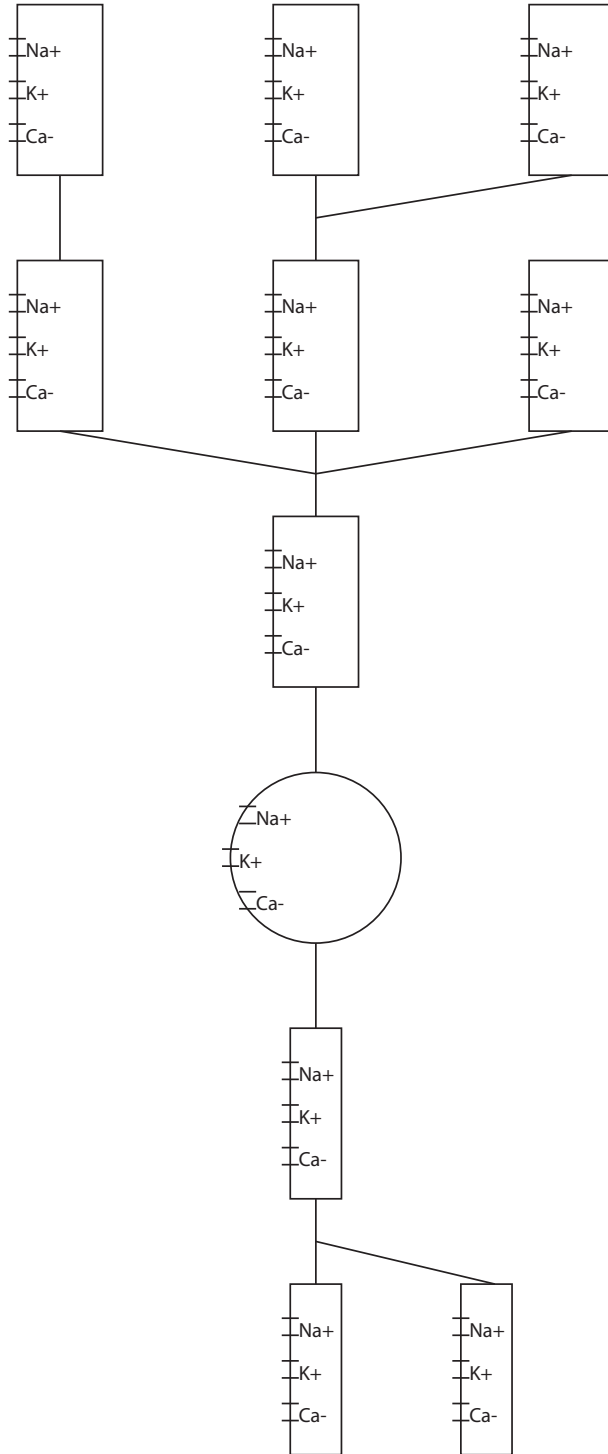 Na+ Na+ Na+
K+ K+ K+
Ca- Ca- Ca-
Na+ Na+ Na+
K+ K+ K+
Ca- Ca- Ca-
Na+
K+
Ca-
Na+
K+
Ca-
Na+
K+
Ca-
Na+ Na+
K+ K+
Ca- Ca-